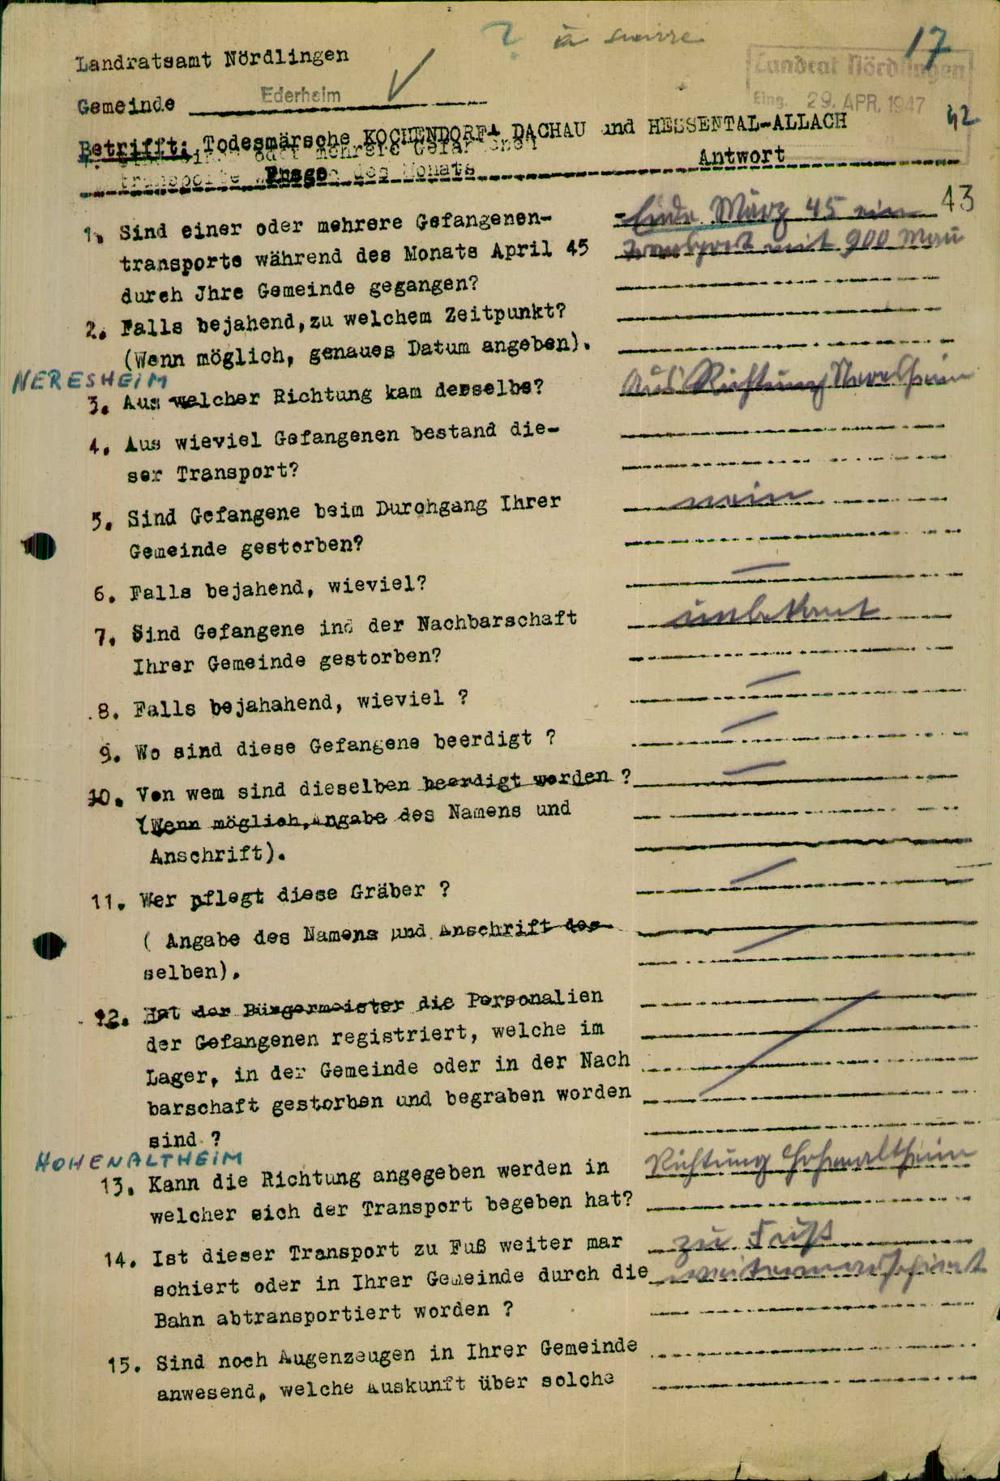 ? à suivre
17
Landratsamt Nördlingen
Landrat Nördlingen
Gemeinde Ederheim
Eing. 29. APR. 1947
42
Betrifft: Todesmärsche KOCHENDORF- DACHAU und HESSENTAL-ALLACH
Frage
Antwort
43
1. Sind einer oder mehrere Gefangenen-
Ende März 45 ein
transporte während des Monats April 45
Transport mit 900 Mann
durch Jhre Gemeinde gegangen?
2. Falls bejahend, zu welchem Zeitpunkt?
(Wenn möglich, genaues Datum angeben).
NERESHEIM
3. Aus welcher Richtung kam derselbe?
Aus Richtung Neresheim
4. Aus wieviel Gefangenen bestand die-
ser Transport?
5. Sind Gefangene beim Durchgang Ihrer
nein
Gemeinde gestorben?
6. Falls bejahend, wieviel?
—
7. Sind Gefangene ind der Nachbarschaft
unbekannt
Ihrer Gemeinde gestorben?
8. Falls bejahahend, wieviel ?
—
9. Wo sind diese Gefangene beerdigt ?
—
10. Von wem sind dieselben beerdigt worden ?
—
(Wenn möglich, Angabe des Namens und
Anschrift).
11. Wer pflegt diese Gräber ?
—
( Angabe des Namens und Anschrift des-
selben).
—
12. Hat der Bürgermeister die Personalien
der Gefangenen registriert, welche im
Lager, in der Gemeinde oder in der Nach
barschaft gestorben und begraben worden
sind ?
HOHENALTHEIM
13. Kann die Richtung angegeben werden in
Richtung Hohenaltheim
welcher sich der Transport begeben hat?
14. Ist dieser Transport zu Fuß weiter mar
zu Fuß
schiert oder in Ihrer Gemeinde durch die
weitermarschiert
Bahn abtransportiert worden ?
15. Sind noch Augenzeugen in Ihrer Gemeinde
anwesend, welche Auskunft über solche